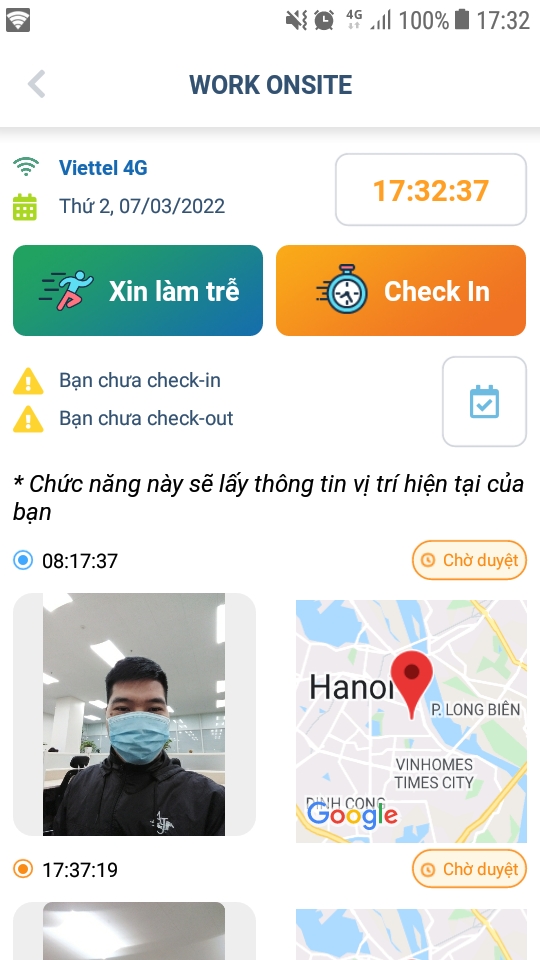 4G 100% 17:32
WORK ONSITE
Viettel 4G
17:32:37
Thứ 2, 07/03/2022
Xin làm trễ
Check In
Bạn chưa check-in
Bạn chưa check-out
* Chức năng này sẽ lấy thông tin vị trí hiện tại của
bạn
08:17:37
Chờ duyệt
Hanoi
P. LONG BIÊN
VINHOMES
TIMES CITY
DINH CONG
Google
17:37:19
Chờ duyệt